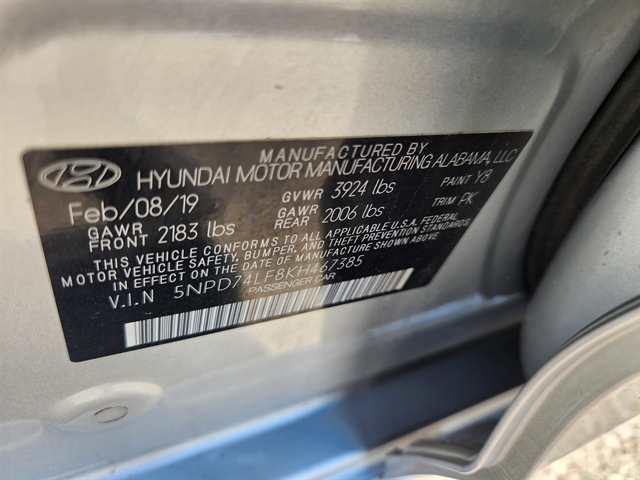 MANUFACTURED BY
HYUNDAI MOTOR MANUFACTURING ALABAMA, LLC
Feb/08/19 GVWR 3924 lbs PAINT Y8
GAWR FRONT 2183 lbs GAWR REAR 2006 lbs TRIM PK
THIS VEHICLE CONFORMS TO ALL APPLICABLE U.S.A. FEDERAL
MOTOR VEHICLE SAFETY, BUMPER, AND THEFT PREVENTION STANDARDS
IN EFFECT ON THE DATE OF MANUFACTURE SHOWN ABOVE.
V.I.N 5NPD74LF8KH467385
PASSENGER CAR